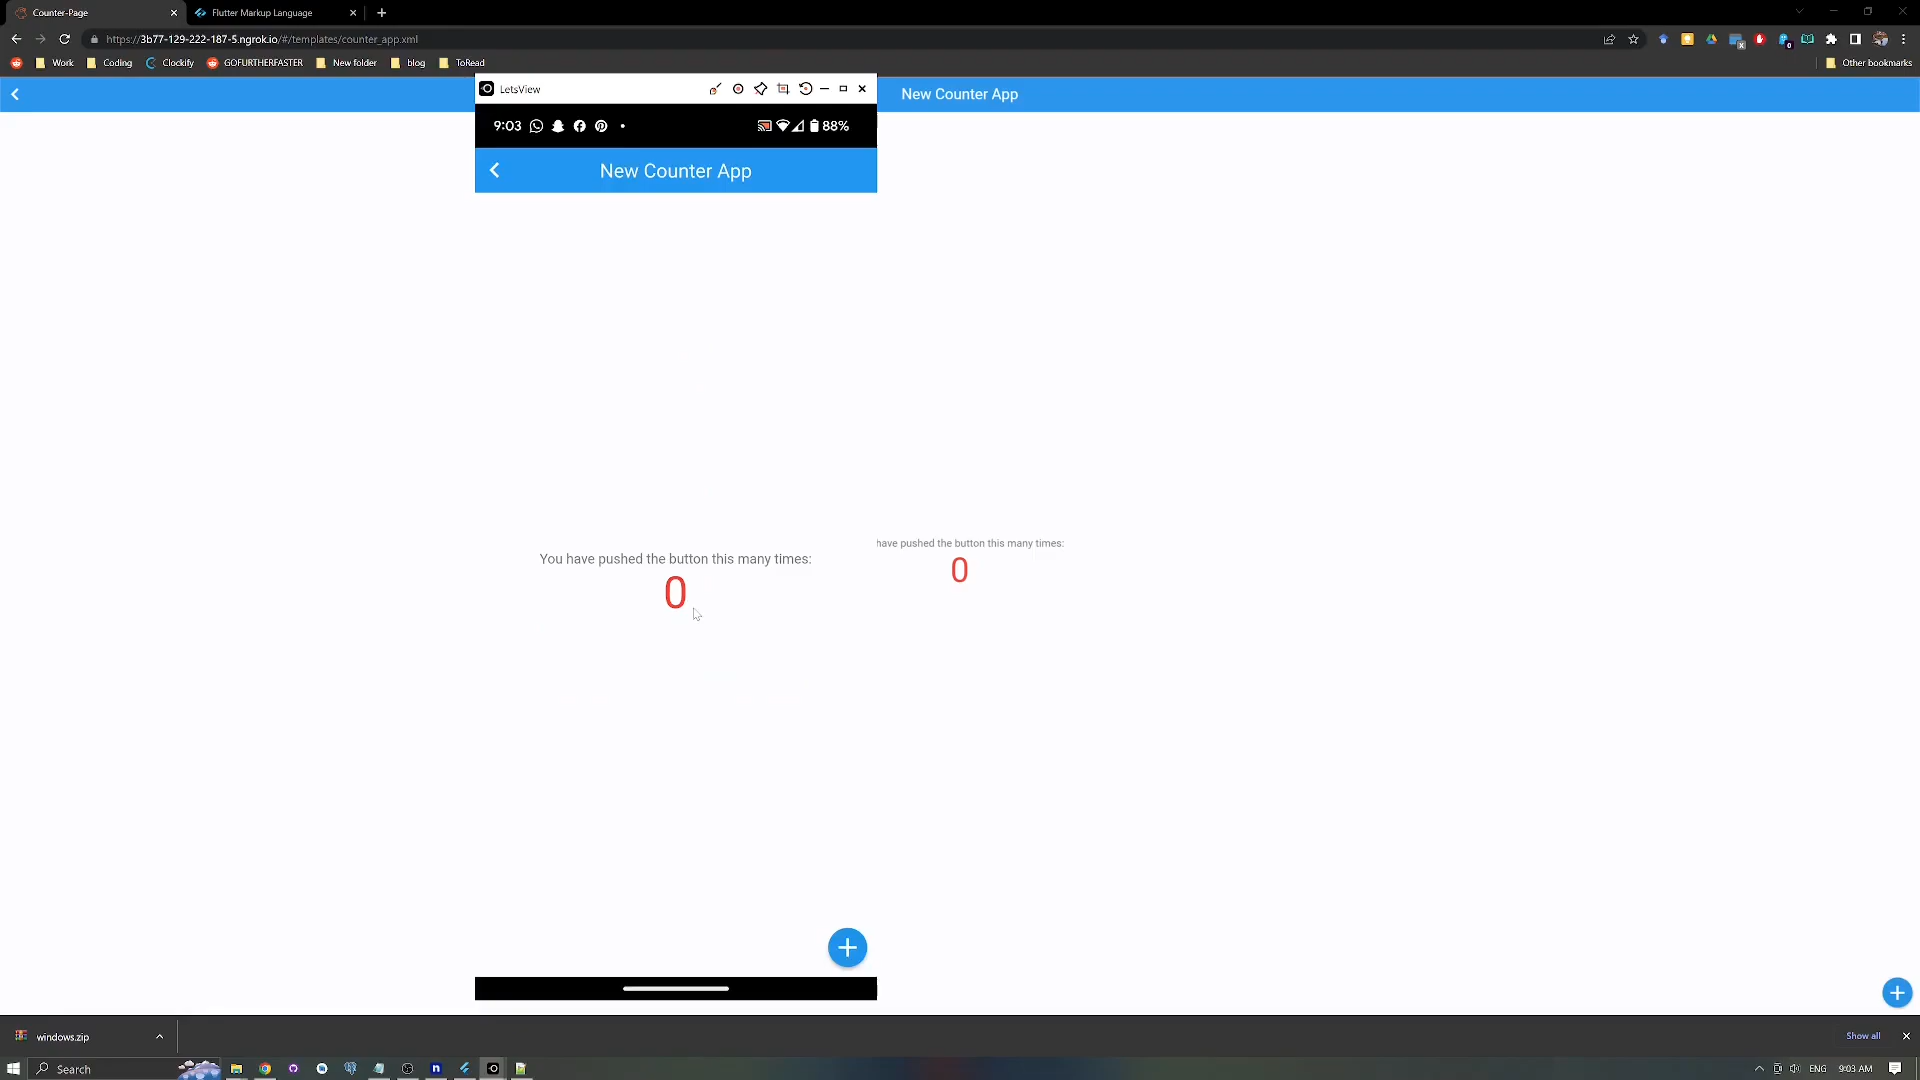 Counter-Page
Flutter Markup Language
https://3b77-129-222-187-5.ngrok.io/#/templates/counter_app.xml
Work
Coding
Clockify
GOFURTHERFASTER
New folder
blog
ToRead
Other bookmarks
LetsView
9:03
88%
New Counter App
New Counter App
You have pushed the button this many times:
0
have pushed the button this many times:
0
windows.zip
Show all
Search
ENG
9:03 AM